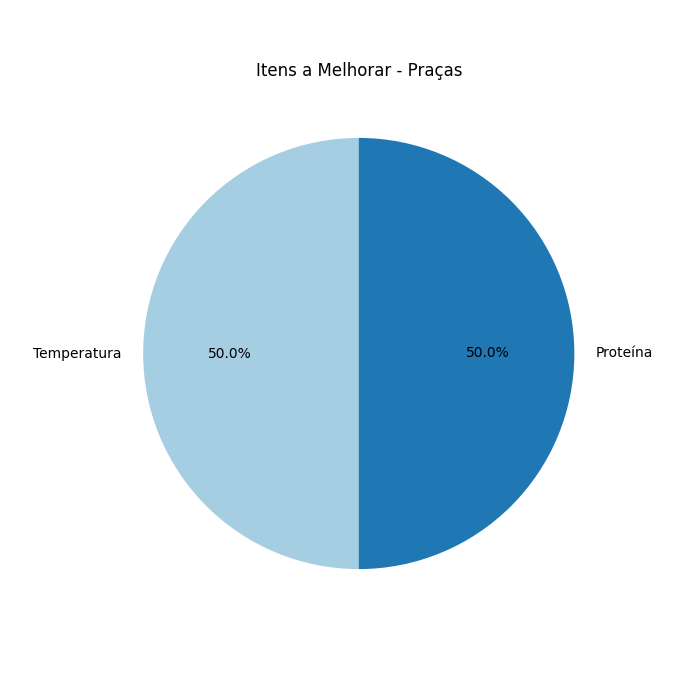 Itens a Melhorar - Praças
Temperatura
50.0%
50.0%
Proteína